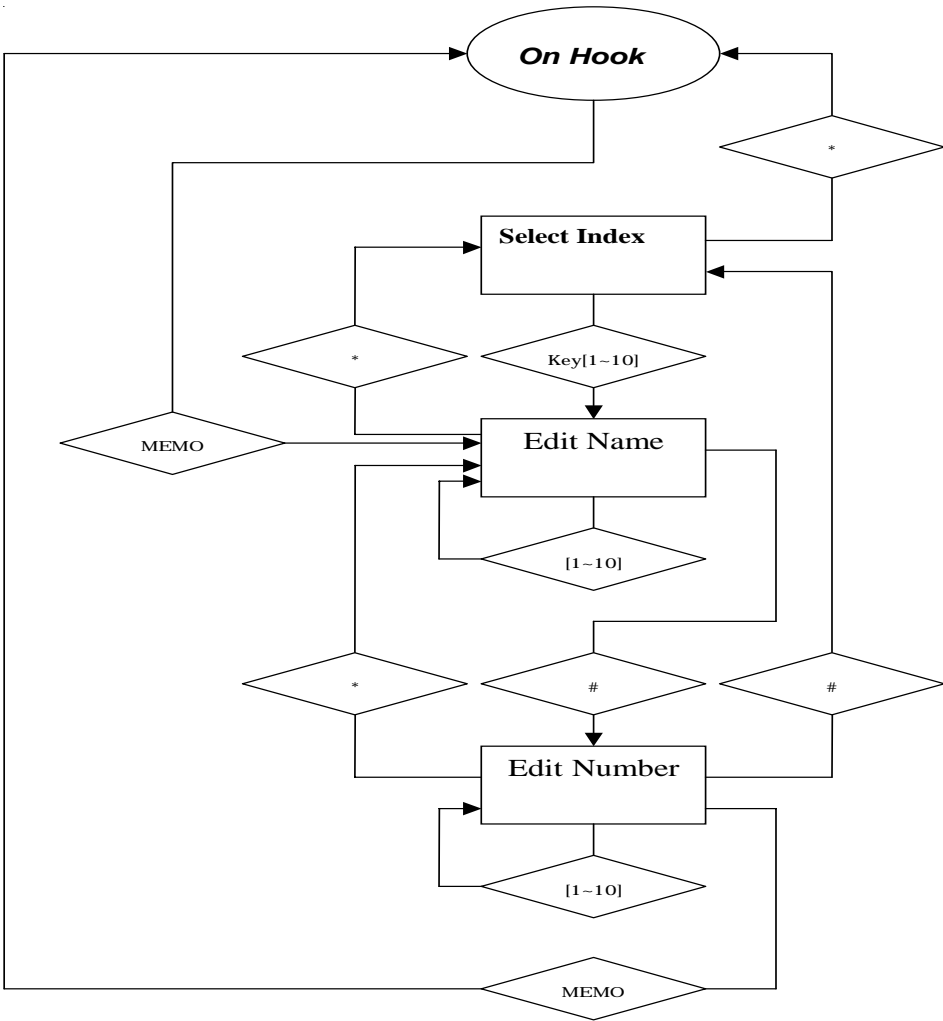 On Hook
*
Select Index
*
Key[1~10]
MEMO
Edit Name
[1~10]
*
#
#
Edit Number
[1~10]
MEMO